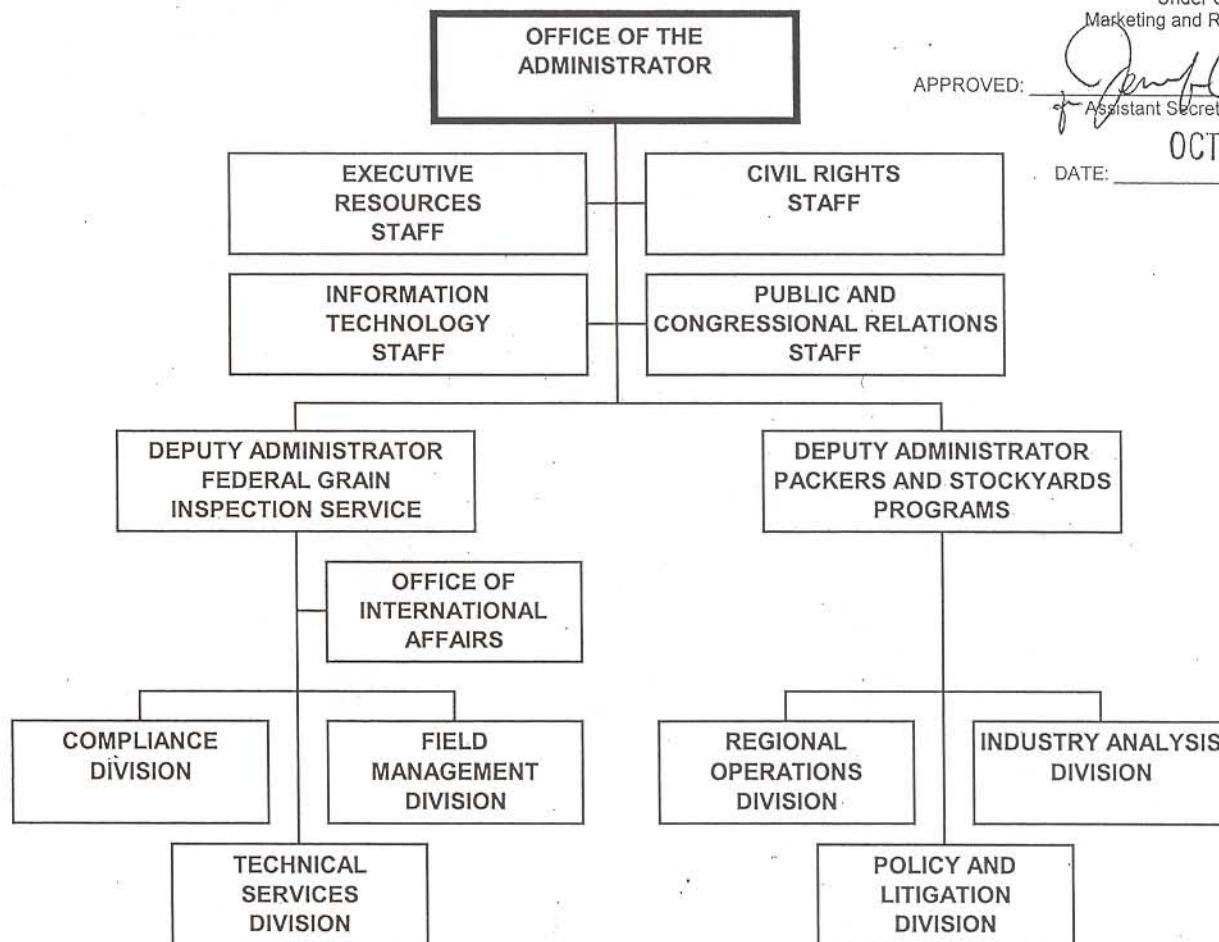 OFFICE OF THE
ADMINISTRATOR
Marketing and R
APPROVED:
Assistant Secret
OCT
DATE:
EXECUTIVE
RESOURCES
STAFF
CIVIL RIGHTS
STAFF
INFORMATION
TECHNOLOGY
STAFF
PUBLIC AND
CONGRESSIONAL RELATIONS
STAFF
DEPUTY ADMINISTRATOR
FEDERAL GRAIN
INSPECTION SERVICE
DEPUTY ADMINISTRATOR
PACKERS AND STOCKYARDS
PROGRAMS
OFFICE OF
INTERNATIONAL
AFFAIRS
COMPLIANCE
DIVISION
FIELD
MANAGEMENT
DIVISION
REGIONAL
OPERATIONS
DIVISION
INDUSTRY ANALYSIS
DIVISION
TECHNICAL
SERVICES
DIVISION
POLICY AND
LITIGATION
DIVISION